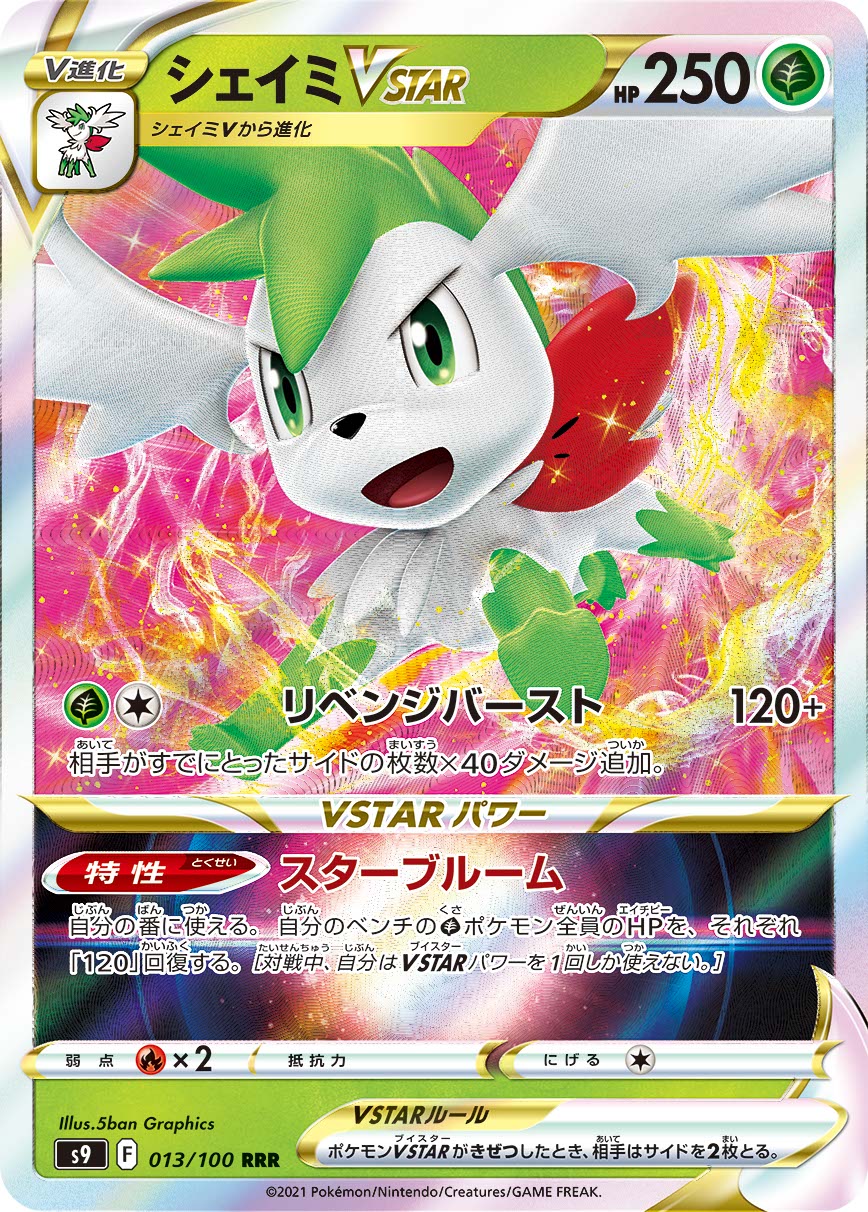 V進化
シェイミVSTAR
HP 250
シェイミVから進化
リベンジバースト 120+
相手がすでにとったサイドの枚数×40ダメージ追加。
VSTARパワー
特性 スターブルーム
自分の番に使える。自分のベンチのポケモン全員のHPを、それぞれ
「120」回復する。[対戦中、自分はVSTARパワーを1回しか使えない。]
弱点 ×2 抵抗力 にげる
Illus.5ban Graphics
VSTARルール
ポケモンVSTARがきぜつしたとき、相手はサイドを2枚とる。
s9 F 013/100 RRR
©2021 Pokémon/Nintendo/Creatures/GAME FREAK.